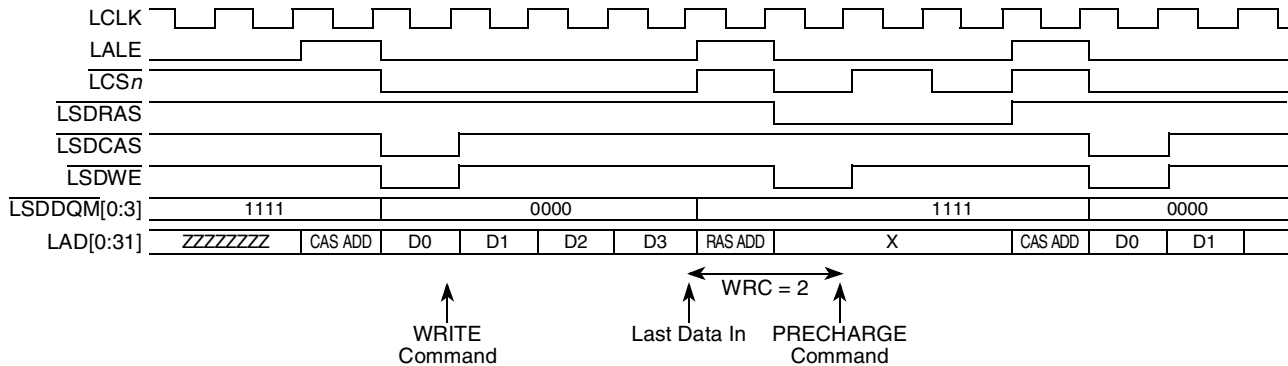 LCLK
LALE
LCSn
LSDRAS
LSDCAS
LSDWE
LSDDQM[0:3] 1111 0000 1111 0000
LAD[0:31] ZZZZZZZZ CAS ADD D0 D1 D2 D3 RAS ADD X CAS ADD D0 D1
WRC = 2
WRITE Last Data In PRECHARGE
Command Command